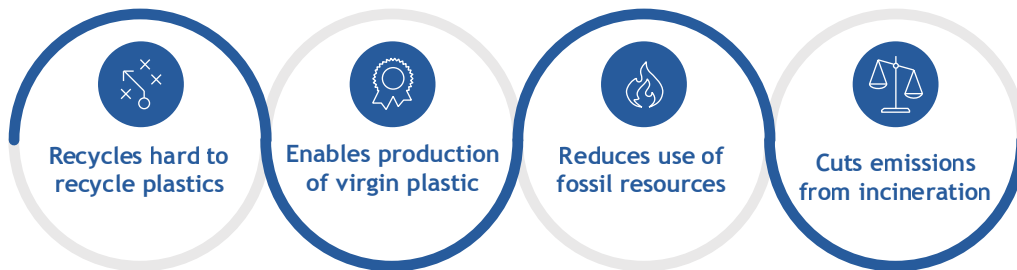 Recycles hard to
recycle plastics
Enables production
of virgin plastic
Reduces use of
fossil resources
Cuts emissions
from incineration